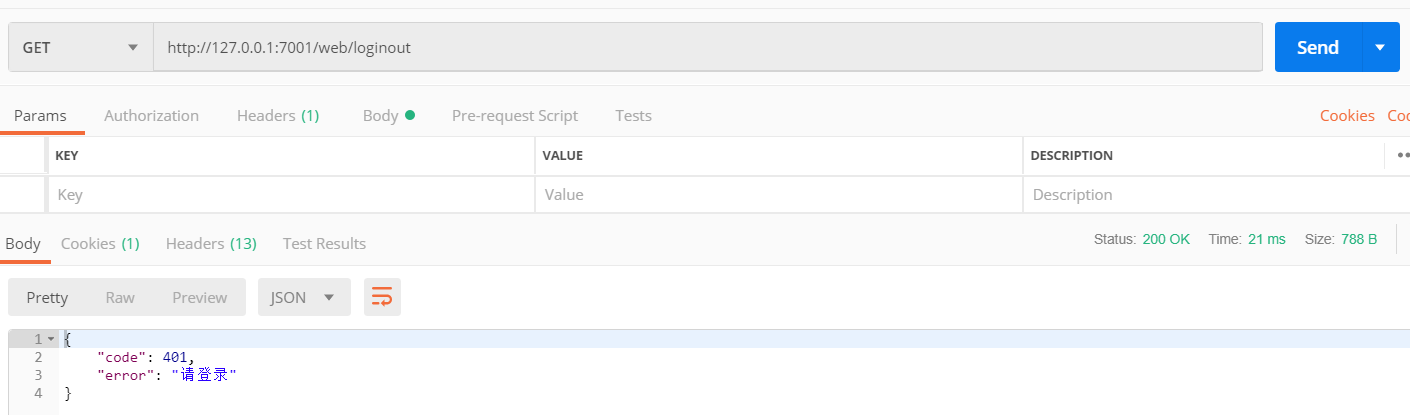 GET http://127.0.0.1:7001/web/loginout Send
Params Authorization Headers (1) Body Pre-request Script Tests Cookies Coc
KEY VALUE DESCRIPTION
Key Value Description
Body Cookies (1) Headers (13) Test Results Status: 200 OK Time: 21 ms Size: 788 B
Pretty Raw Preview JSON
1 {
2 "code": 401,
3 "error": "请登录"
4 }